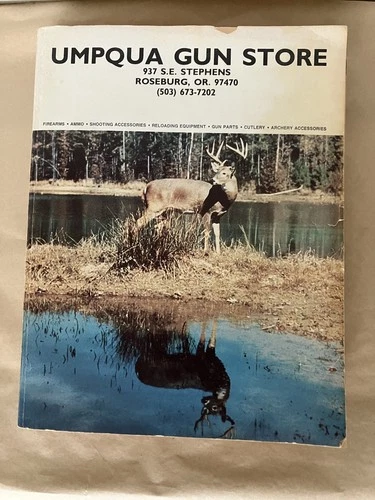 UMPQUA GUN STORE
937 S.E. STEPHENS
ROSEBURG, OR. 97470
(503) 673-7202
FIREARMS • AMMO • SHOOTING ACCESSORIES • RELOADING EQUIPMENT • GUN PARTS • CUTLERY • ARCHERY ACCESSORIES